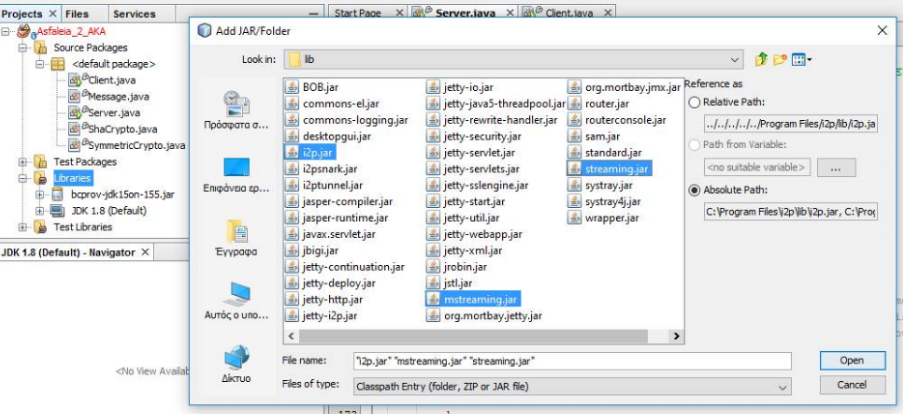 Projects × Files Services
Start Page × Server.java × Client.java ×
Asfaleia_2_AKA
Source Packages
<default package>
Client.java
Message.java
Server.java
ShaCrypto.java
SymmetricCrypto.java
Test Packages
Libraries
bcprov-jdk15on-155.jar
JDK 1.8 (Default)
Test Libraries
JDK 1.8 (Default) - Navigator ×
<No View Availab
Add JAR/Folder
Look in: lib
Πρόσφατα σ...
Επιφάνεια ερ...
Έγγραφα
Αυτός ο υπο...
Δίκτυο
BOB.jar
commons-el.jar
commons-logging.jar
desktopgui.jar
i2p.jar
i2psnark.jar
i2ptunnel.jar
jasper-compiler.jar
jasper-runtime.jar
javax.servlet.jar
jbigi.jar
jetty-continuation.jar
jetty-deploy.jar
jetty-http.jar
jetty-i2p.jar
jetty-io.jar
jetty-java5-threadpool.jar
jetty-rewrite-handler.jar
jetty-security.jar
jetty-servlet.jar
jetty-servlets.jar
jetty-sslengine.jar
jetty-start.jar
jetty-util.jar
jetty-webapp.jar
jetty-xml.jar
jrobin.jar
jstl.jar
mstreaming.jar
org.mortbay.jetty.jar
org.mortbay.jmx.jar
router.jar
routerconsole.jar
sam.jar
standard.jar
streaming.jar
systray.jar
systray4j.jar
wrapper.jar
Reference as
Relative Path:
../../../../../Program Files/i2p/lib/i2p.ja
Path from Variable:
<no suitable variable> ...
Absolute Path:
C:\Program Files\i2p\lib\i2p.jar, C:\Prog
File name: "i2p.jar" "mstreaming.jar" "streaming.jar"
Files of type: Classpath Entry (folder, ZIP or JAR file)
Open
Cancel